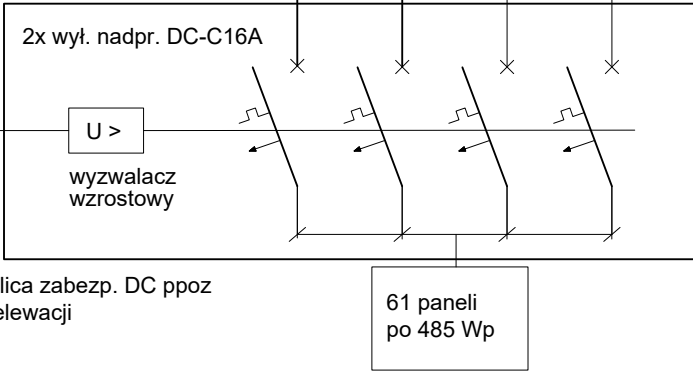 2x wył. nadpr. DC-C16A
U >
wyzwalacz
wzrostowy
lica zabezp. DC ppoz
elewacji
61 paneli
po 485 Wp